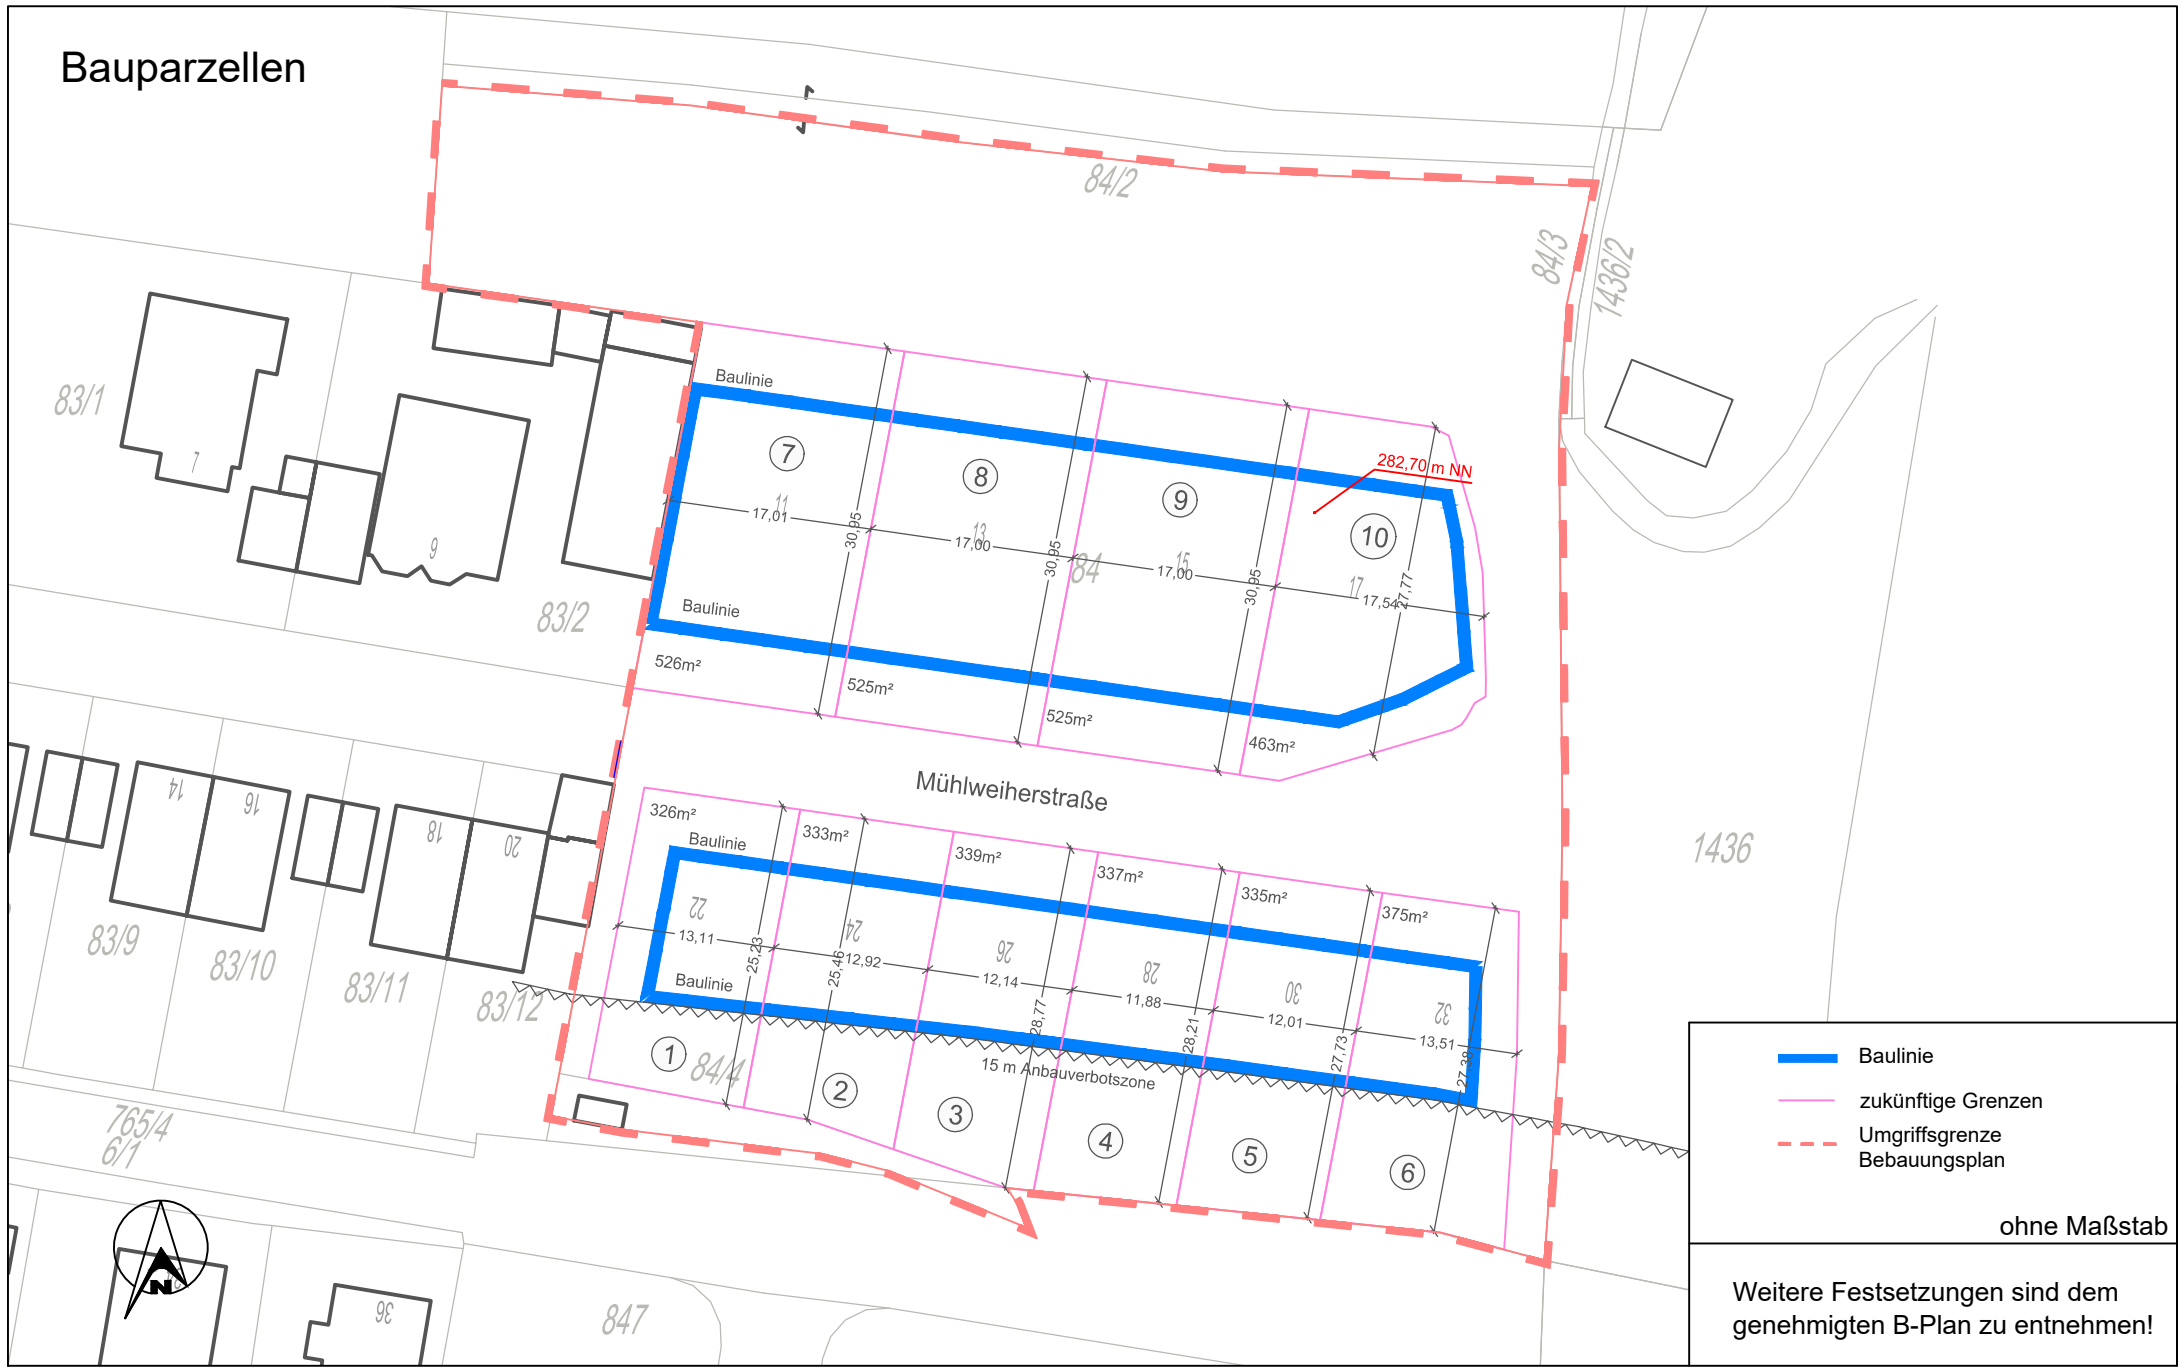 Bauparzellen
84/2
84/3
1436/2
83/1
7
9
83/2
Baulinie
7
8
9
10
282,70 m NN
11
13
15
17
17,01
17,00
17,00
17,54
30,95
30,95
30,95
27,77
84
Baulinie
526m²
525m²
525m²
463m²
Mühlweiherstraße
326m²
333m²
339m²
337m²
335m²
375m²
Baulinie
14
16
18
20
22
24
26
28
30
32
13,11
12,92
12,14
11,88
12,01
13,51
25,23
25,46
28,77
28,21
27,73
27,38
Baulinie
83/9
83/10
83/11
83/12
84/4
15 m Anbauverbotszone
1
2
3
4
5
6
1436
765/4
6/1
N
36
847
Baulinie
zukünftige Grenzen
Umgriffsgrenze
Bebauungsplan
ohne Maßstab
Weitere Festsetzungen sind dem
genehmigten B-Plan zu entnehmen!